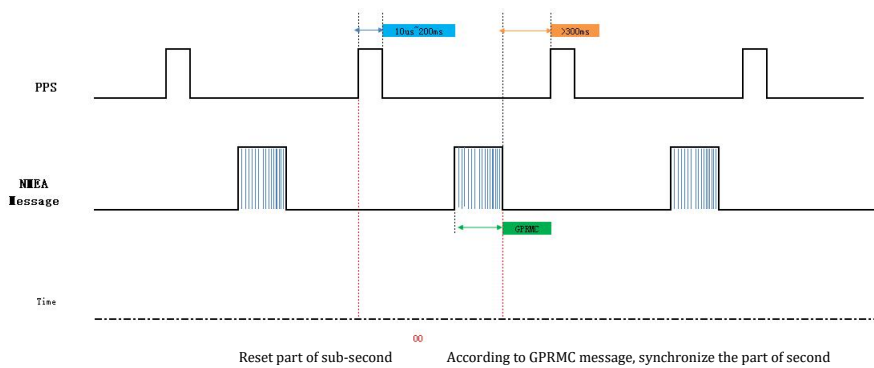 10us~200ms
>300ms
PPS
NMEA
Message
GPRMC
Time
00
Reset part of sub-second
According to GPRMC message, synchronize the part of second